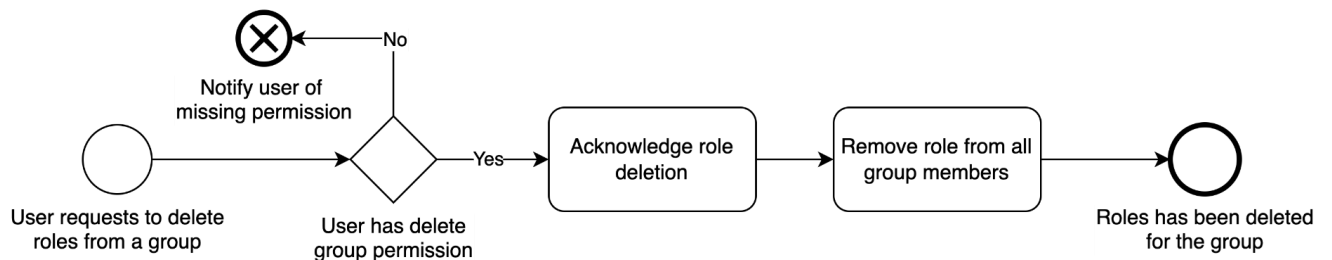 No
Notify user of
missing permission
User requests to delete
roles from a group
User has delete
group permission
Yes
Acknowledge role
deletion
Remove role from all
group members
Roles has been deleted
for the group